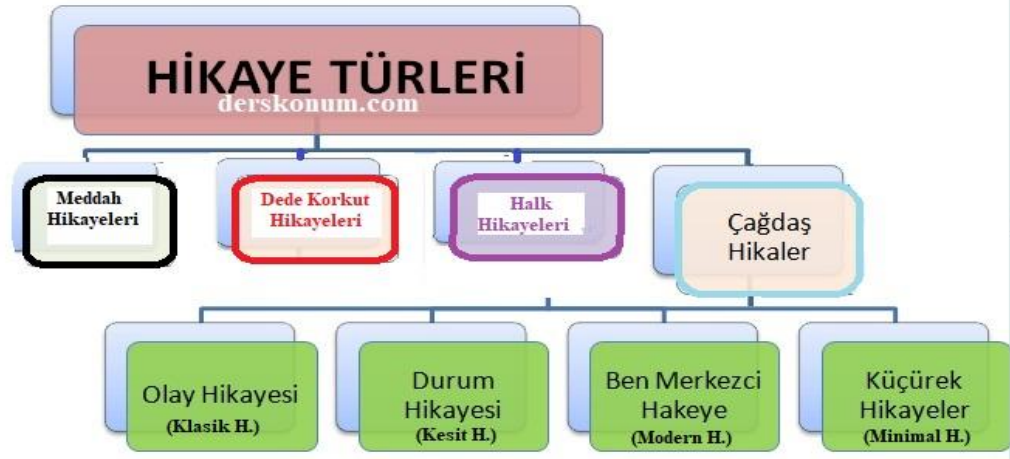 HİKAYE TÜRLERİ
derskonum.com
Meddah
Hikayeleri
Dede Korkut
Hikayeleri
Halk
Hikayeleri
Çağdaş
Hikaler
Olay Hikayesi
(Klasik H.)
Durum
Hikayesi
(Kesit H.)
Ben Merkezci
Hakeye
(Modern H.)
Küçürek
Hikayeler
(Minimal H.)